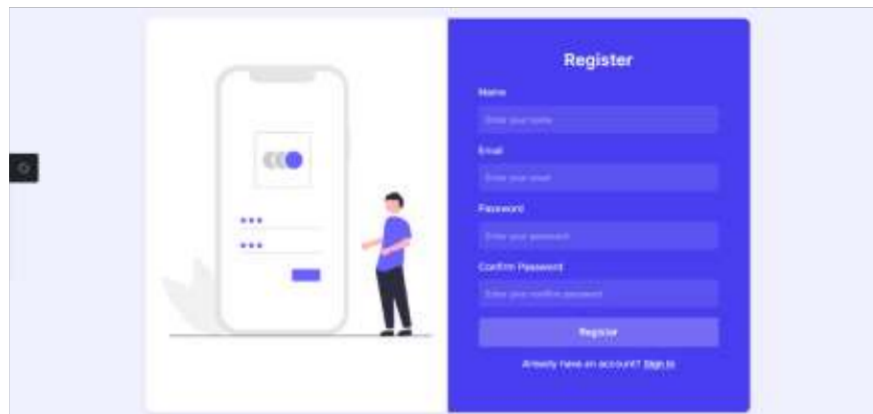 Register
Name
Enter your name
Email
Enter your email
Password
Enter your password
Confirm Password
Enter your confirm password
Register
Already have an account? Sign In